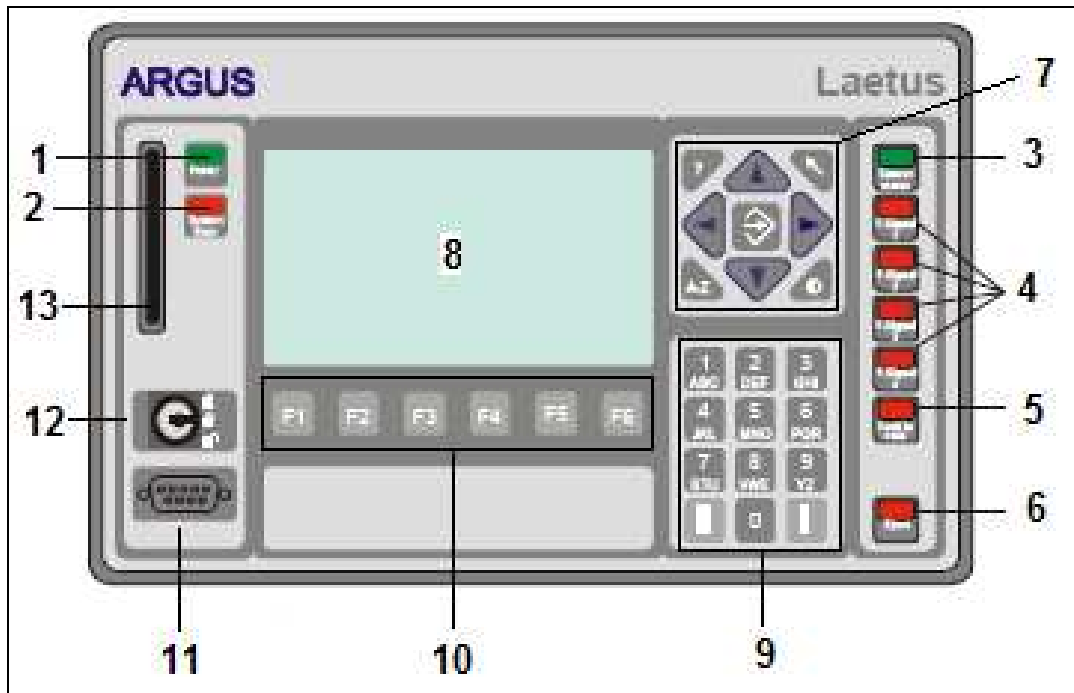 ARGUS
Laetus
7
1
2
3
8
4
13
1 ABC
2 DEF
3 GHI
12
F1 F2 F3 F4 F5 F6
4 JKL
5 MNO
6 PQR
5
7 STU
8 VWX
9 YZ
0
6
11
10
9